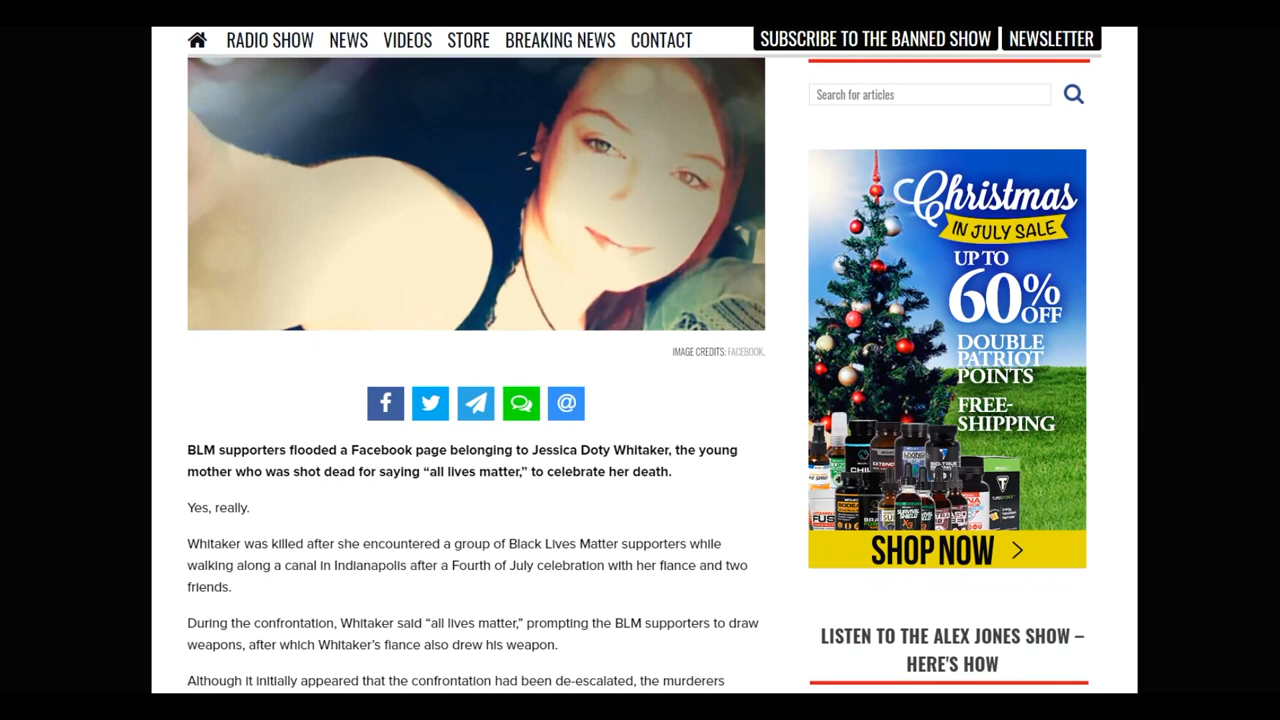 RADIO SHOW NEWS VIDEOS STORE BREAKING NEWS CONTACT
SUBSCRIBE TO THE BANNED SHOW NEWSLETTER
Search for articles
IMAGE CREDITS: FACEBOOK.
BLM supporters flooded a Facebook page belonging to Jessica Doty Whitaker, the young
mother who was shot dead for saying “all lives matter,” to celebrate her death.
Yes, really.
Whitaker was killed after she encountered a group of Black Lives Matter supporters while
walking along a canal in Indianapolis after a Fourth of July celebration with her fiance and two
friends.
During the confrontation, Whitaker said “all lives matter,” prompting the BLM supporters to draw
weapons, after which Whitaker’s fiance also drew his weapon.
Although it initially appeared that the confrontation had been de-escalated, the murderers
Christmas
IN JULY SALE
UP TO
60% OFF
DOUBLE
PATRIOT
POINTS
FREE-
SHIPPING
SHOP NOW
LISTEN TO THE ALEX JONES SHOW –
HERE'S HOW